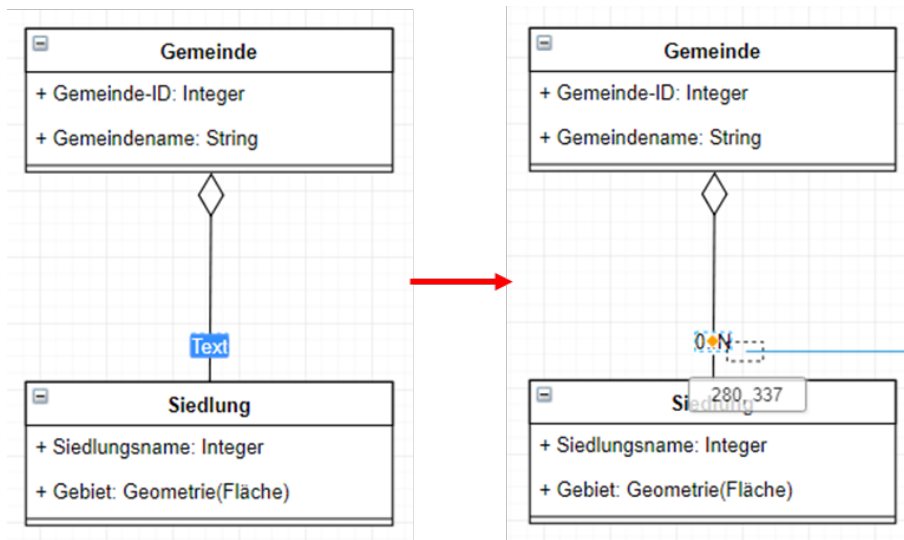 Gemeinde
+ Gemeinde-ID: Integer
+ Gemeindename: String
Text
Siedlung
+ Siedlungsname: Integer
+ Gebiet: Geometrie(Fläche)
Gemeinde
+ Gemeinde-ID: Integer
+ Gemeindename: String
280, 337
Siedlung
+ Siedlungsname: Integer
+ Gebiet: Geometrie(Fläche)